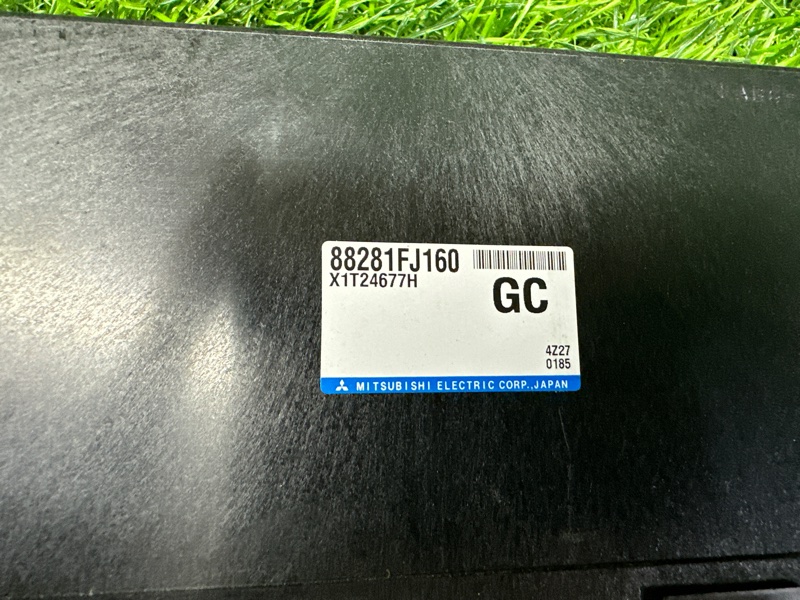 88281FJ160
X1T24677H
GC
4Z27
0185
MITSUBISHI ELECTRIC CORP.,JAPAN